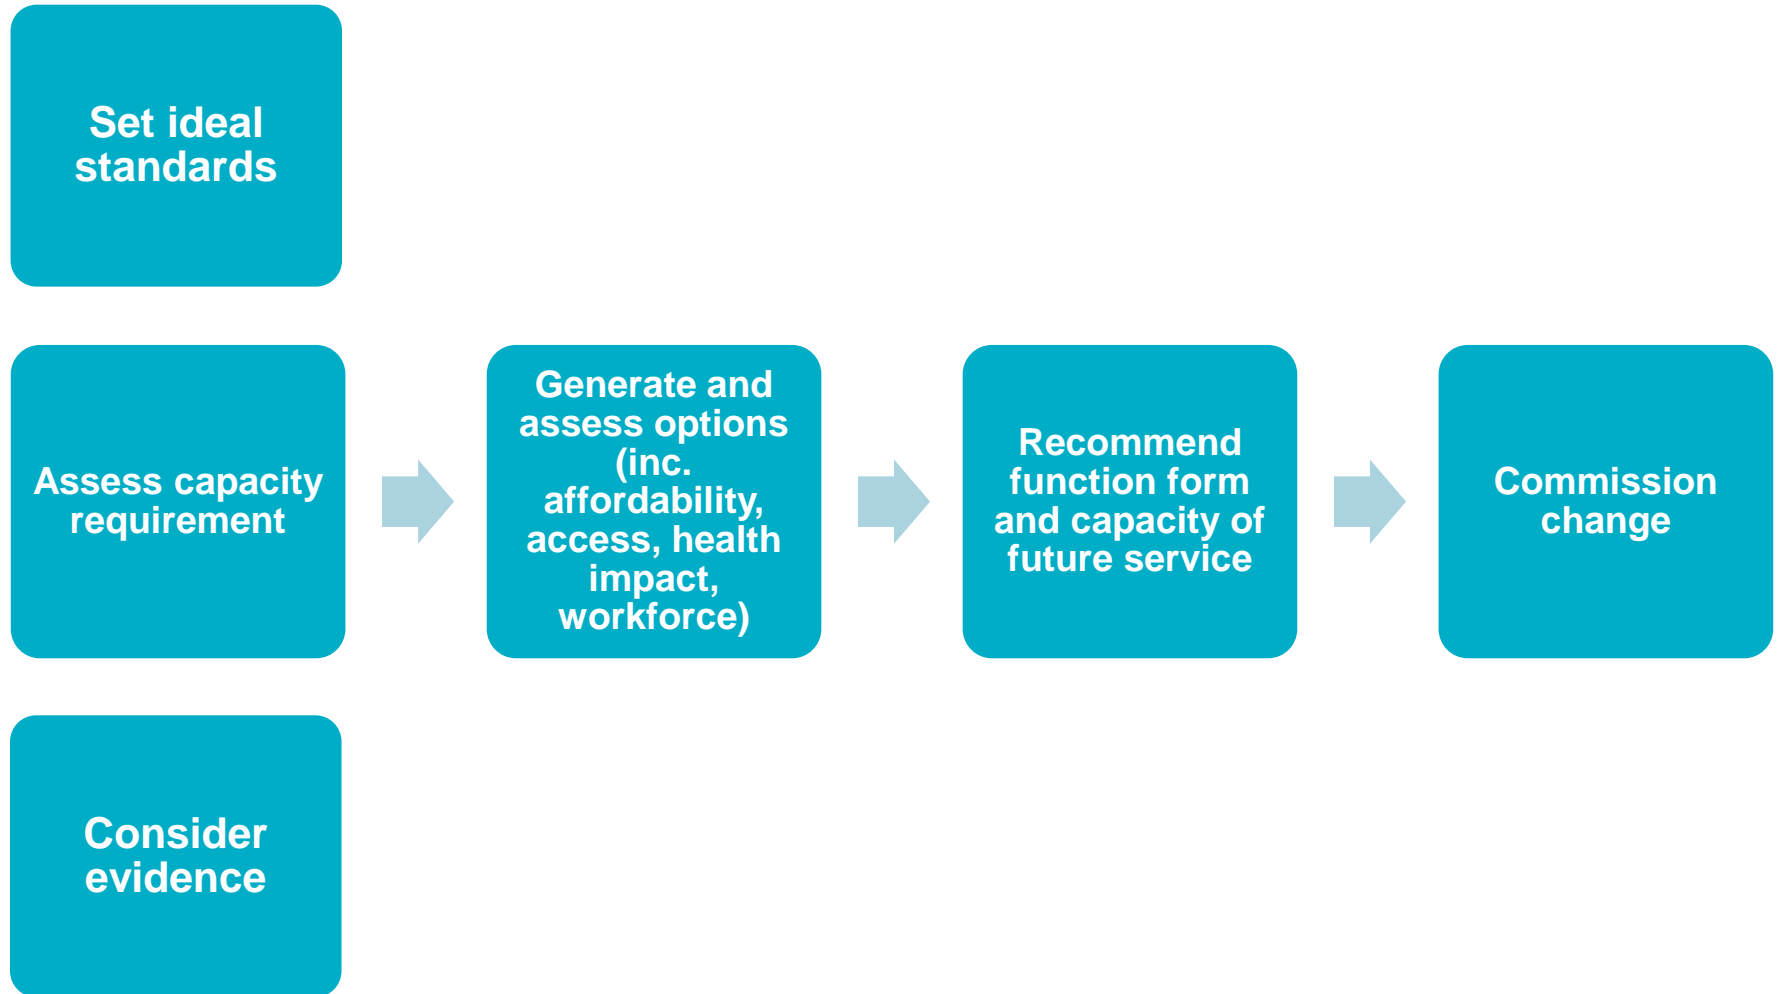 Set ideal
standards
Assess capacity
requirement
Generate and
assess options
(inc.
affordability,
access, health
impact,
workforce)
Recommend
function form
and capacity of
future service
Commission
change
Consider
evidence